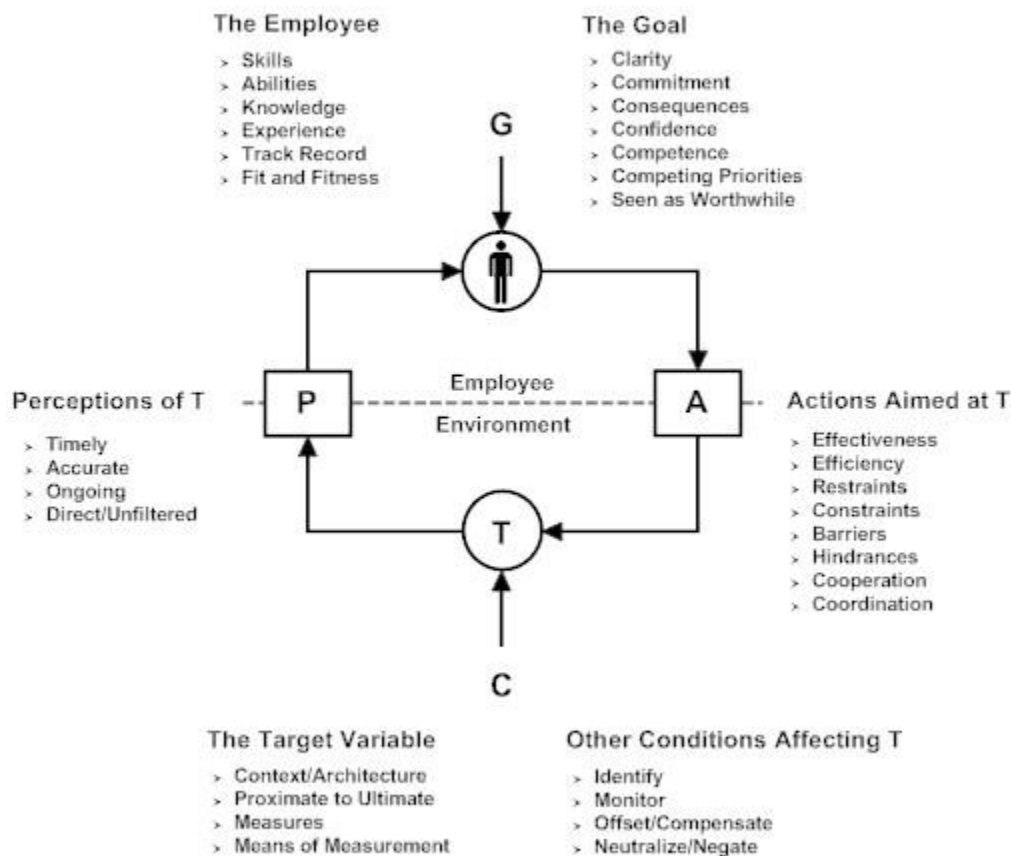 The Employee
> Skills
> Abilities
> Knowledge
> Experience
> Track Record
> Fit and Fitness
The Goal
> Clarity
> Commitment
> Consequences
> Confidence
> Competence
> Competing Priorities
> Seen as Worthwhile
G
Perceptions of T
> Timely
> Accurate
> Ongoing
> Direct/Unfiltered
P
Employee
Environment
A
Actions Aimed at T
> Effectiveness
> Efficiency
> Restraints
> Constraints
> Barriers
> Hindrances
> Cooperation
> Coordination
T
C
The Target Variable
> Context/Architecture
> Proximate to Ultimate
> Measures
> Means of Measurement
Other Conditions Affecting T
> Identify
> Monitor
> Offset/Compensate
> Neutralize/Negate